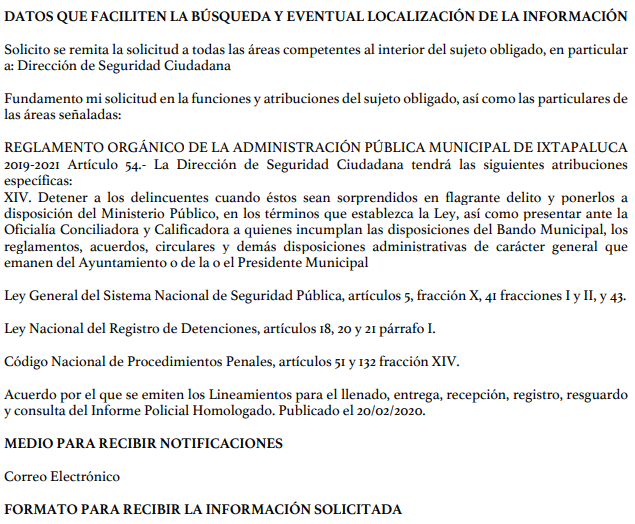 DATOS QUE FACILITEN LA BÚSQUEDA Y EVENTUAL LOCALIZACIÓN DE LA INFORMACIÓN
Solicito se remita la solicitud a todas las áreas competentes al interior del sujeto obligado, en particular
a: Dirección de Seguridad Ciudadana
Fundamento mi solicitud en la funciones y atribuciones del sujeto obligado, así como las particulares de
las áreas señaladas:
REGLAMENTO ORGÁNICO DE LA ADMINISTRACIÓN PÚBLICA MUNICIPAL DE IXTAPALUCA
2019-2021 Artículo 54.- La Dirección de Seguridad Ciudadana tendrá las siguientes atribuciones
específicas:
XIV. Detener a los delincuentes cuando éstos sean sorprendidos en flagrante delito y ponerlos a
disposición del Ministerio Público, en los términos que establezca la Ley, así como presentar ante la
Oficialía Conciliadora y Calificadora a quienes incumplan las disposiciones del Bando Municipal, los
reglamentos, acuerdos, circulares y demás disposiciones administrativas de carácter general que
emanen del Ayuntamiento o de la o el Presidente Municipal
Ley General del Sistema Nacional de Seguridad Pública, artículos 5, fracción X, 41 fracciones I y II, y 43.
Ley Nacional del Registro de Detenciones, artículos 18, 20 y 21 párrafo I.
Código Nacional de Procedimientos Penales, artículos 51 y 132 fracción XIV.
Acuerdo por el que se emiten los Lineamientos para el llenado, entrega, recepción, registro, resguardo
y consulta del Informe Policial Homologado. Publicado el 20/02/2020.
MEDIO PARA RECIBIR NOTIFICACIONES
Correo Electrónico
FORMATO PARA RECIBIR LA INFORMACIÓN SOLICITADA